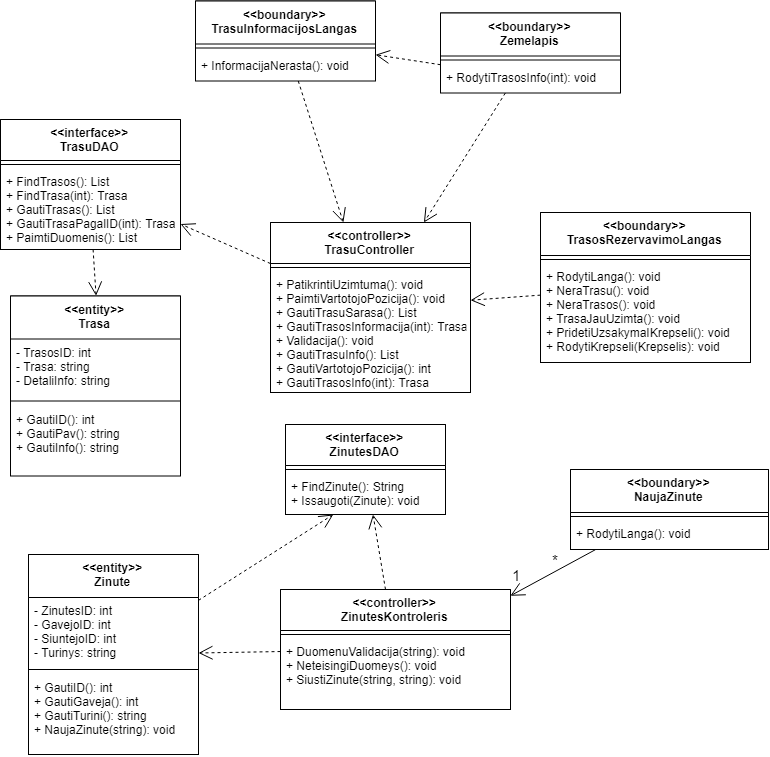 <<boundary>>
TrasuInformacijosLangas
+ InformacijaNerasta(): void
<<boundary>>
Zemelapis
+ RodytiTrasosInfo(int): void
<<interface>>
TrasuDAO
+ FindTrasos(): List
+ FindTrasa(int): Trasa
+ GautiTrasas(): List
+ GautiTrasaPagalID(int): Trasa
+ PaimtiDuomenis(): List
<<controller>>
TrasuController
+ PatikrintiUzimtuma(): void
+ PaimtiVartotojoPozicija(): void
+ GautiTrasuSarasa(): List
+ GautiTrasosInformacija(int): Trasa
+ Validacija(): void
+ GautiTrasuInfo(): List
+ GautiVartotojoPozicija(): int
+ GautiTrasosInfo(int): Trasa
<<boundary>>
TrasosRezervavimoLangas
+ RodytiLanga(): void
+ NeraTrasu(): void
+ NeraTrasos(): void
+ TrasaJauUzimta(): void
+ PridetiUzsakymaIKrepseli(): void
+ RodytiKrepseli(Krepselis): void
<<entity>>
Trasa
- TrasosID: int
- Trasa: string
- DetaliInfo: string
+ GautiID(): int
+ GautiPav(): string
+ GautiInfo(): string
<<interface>>
ZinutesDAO
+ FindZinute(): String
+ Issaugoti(Zinute): void
<<boundary>>
NaujaZinute
+ RodytiLanga(): void
*
1
<<entity>>
Zinute
- ZinutesID: int
- GavejoID: int
- SiuntejoID: int
- Turinys: string
+ GautiID(): int
+ GautiGaveja(): int
+ GautiTurini(): string
+ NaujaZinute(string): void
<<controller>>
ZinutesKontroleris
+ DuomenuValidacija(string): void
+ NeteisingiDuomeys(): void
+ SiustiZinute(string, string): void